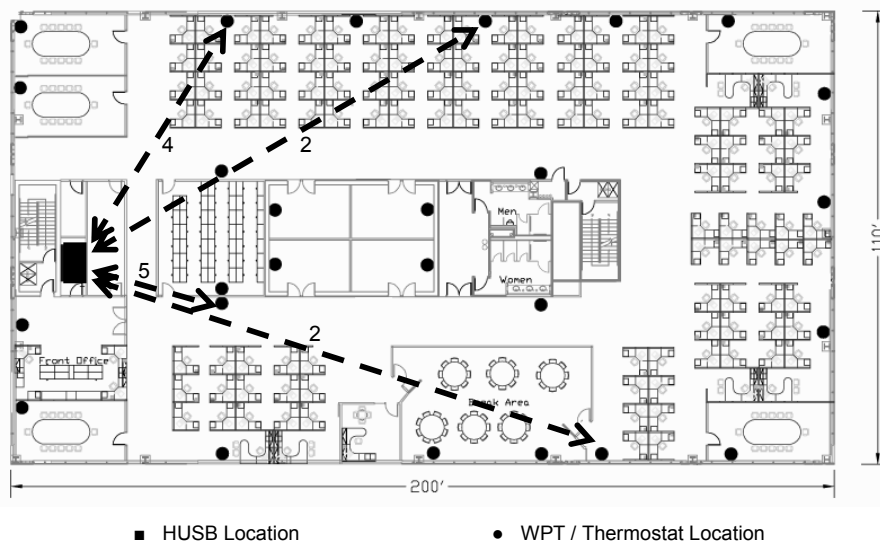 4
2
Men
110'
5
Women
2
Front Office
Break Area
200'
■ HUSB Location
● WPT / Thermostat Location